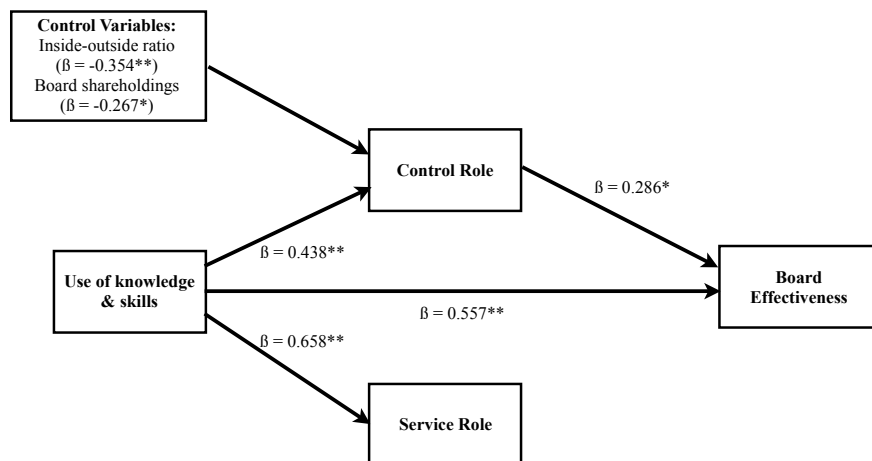 Control Variables:
Inside-outside ratio
(ß = -0.354**)
Board shareholdings
(ß = -0.267*)
Control Role
ß = 0.286*
ß = 0.438**
Use of knowledge
& skills
Board
Effectiveness
ß = 0.557**
ß = 0.658**
Service Role